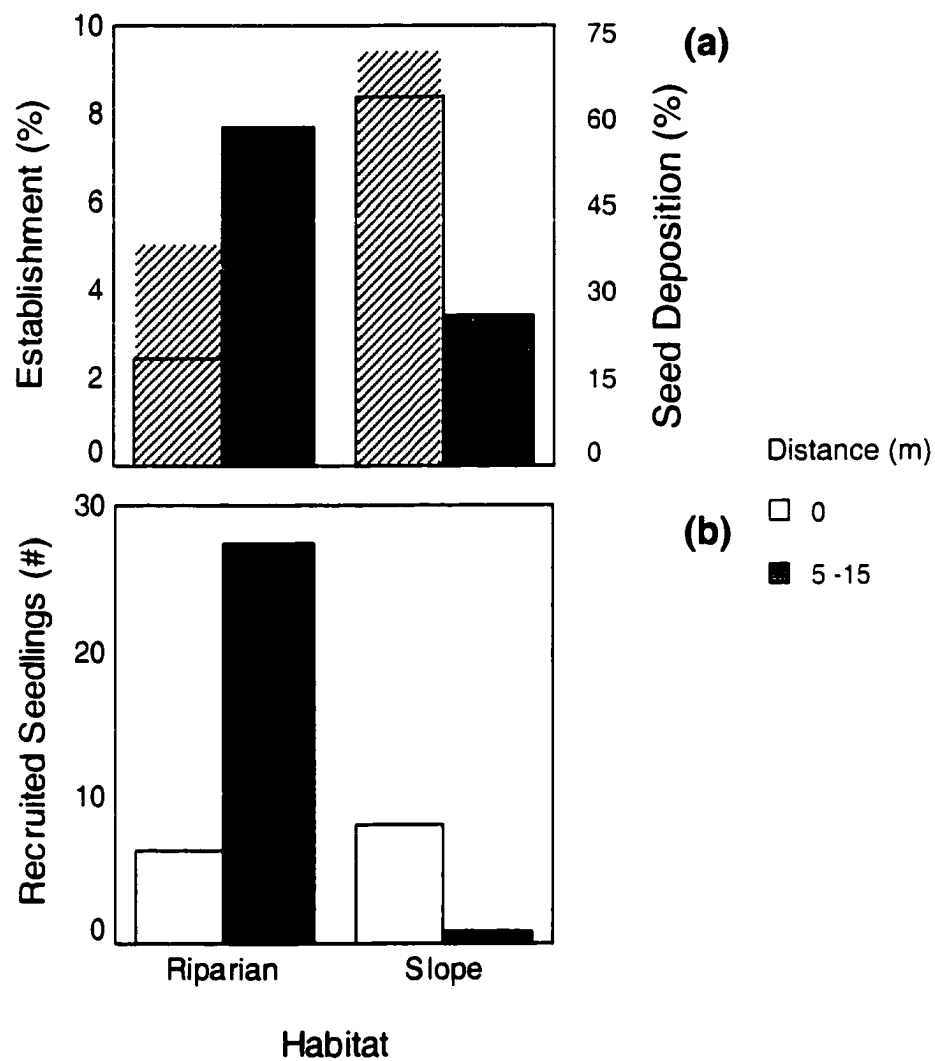 (a)
Establishment (%)
10
8
6
4
2
0
75
60
45
30
15
0
Seed Deposition (%)
Distance (m)
0
5 -15
(b)
Recruited Seedlings (#)
30
20
10
0
Riparian
Slope
Habitat